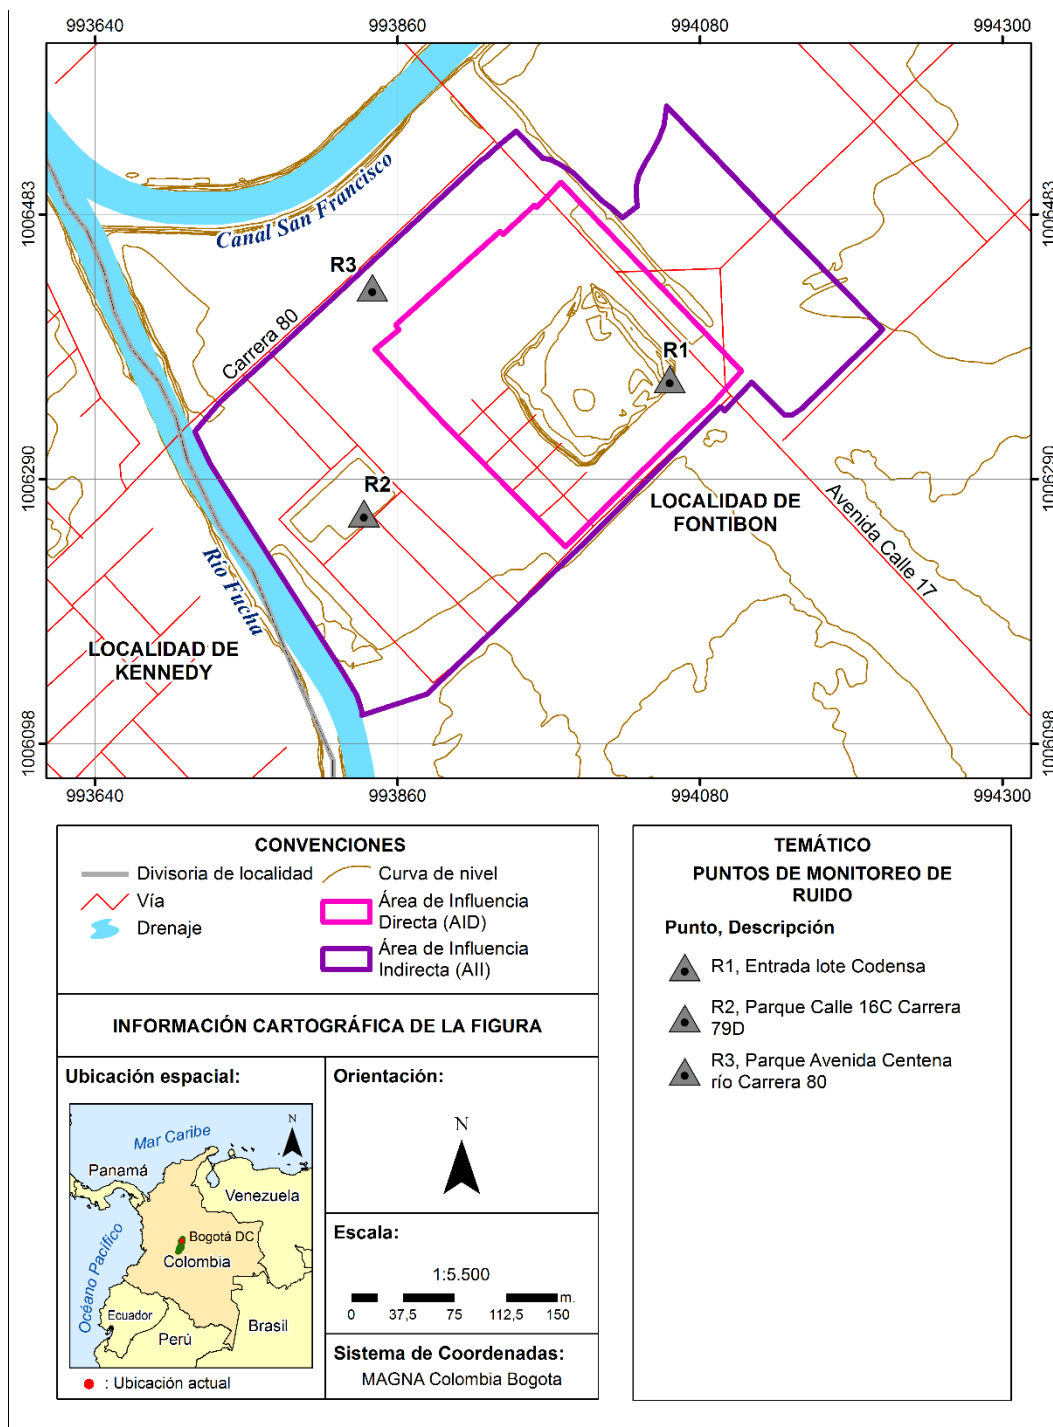 993640 993860 994080 994300
1006483
1006483
1006290
1006290
1006098
1006098
Canal San Francisco
R3
Carrera 80
R1
R2
LOCALIDAD DE
FONTIBON
Avenida Calle 17
Río Fucha
LOCALIDAD DE
KENNEDY
993640 993860 994080 994300
CONVENCIONES
Divisoria de localidad
Vía
Drenaje
Curva de nivel
Área de Influencia
Directa (AID)
Área de Influencia
Indirecta (AII)
INFORMACIÓN CARTOGRÁFICA DE LA FIGURA
Ubicación espacial:
N
Mar Caribe
Panamá
Venezuela
Océano Pacífico
Bogotá DC
Colombia
Ecuador
Perú
Brasil
: Ubicación actual
Orientación:
N
Escala:
1:5.500
m.
0 37,5 75 112,5 150
Sistema de Coordenadas:
MAGNA Colombia Bogota
TEMÁTICO
PUNTOS DE MONITOREO DE
RUIDO
Punto, Descripción
R1, Entrada lote Codensa
R2, Parque Calle 16C Carrera
79D
R3, Parque Avenida Centena
río Carrera 80